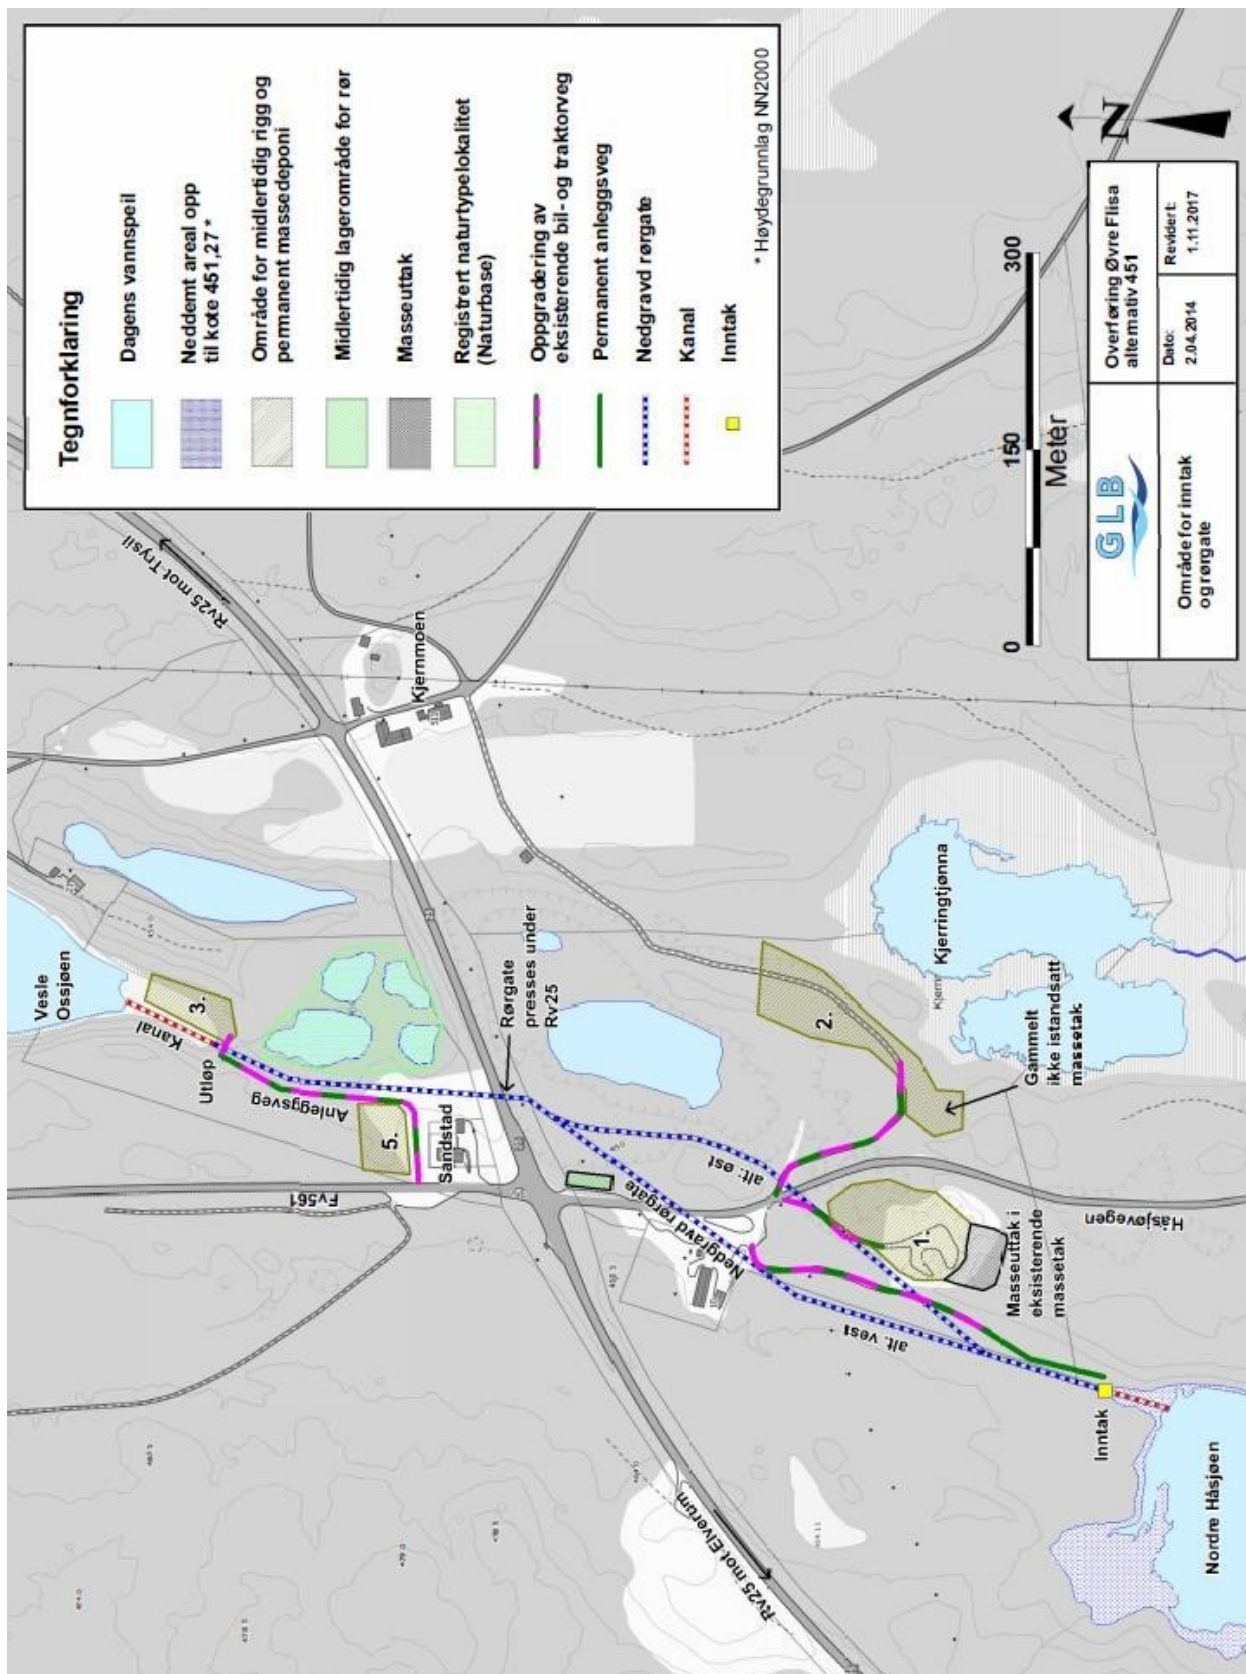 Tegnforklaring
Dagens vannspeil
Neddemt areal opp
til kote 451,27 *
Område for midlertidig rigg og
permanent massedeponi
Midlertidig lagerområde for rør
Masseuttak
Registrert naturtypelokalitet
(Naturbase)
Oppgradering av
eksisterende bil- og traktorveg
Permanent anleggsveg
Nedgravd rørgate
Kanal
Inntak
* Høydegrunnlag NN2000
Vesle
Ossjøen
Kanal
3.
Utløp
Anleggsveg
5.
Sandstad
Fv561
Rv25 mot Trysil
Kjernmoen
Rørgate
presses under
Rv25
Nedgravd rørgate
alt. øst
alt. vest
Rv25 mot Elverum
2.
Gammelt
ikke istandsatt
massetak
Kjerringtjønna
Kjern
1.
Masseuttak i
eksisterende
massetak
Håsjøvegen
Inntak
Nordre Håsjøen
N
0
150
300
Meter
GLB
Overføring Øvre Flisa
alternativ 451
Område for inntak
og rørgate
Dato:
2.04.2014
Revidert:
1.11.2017